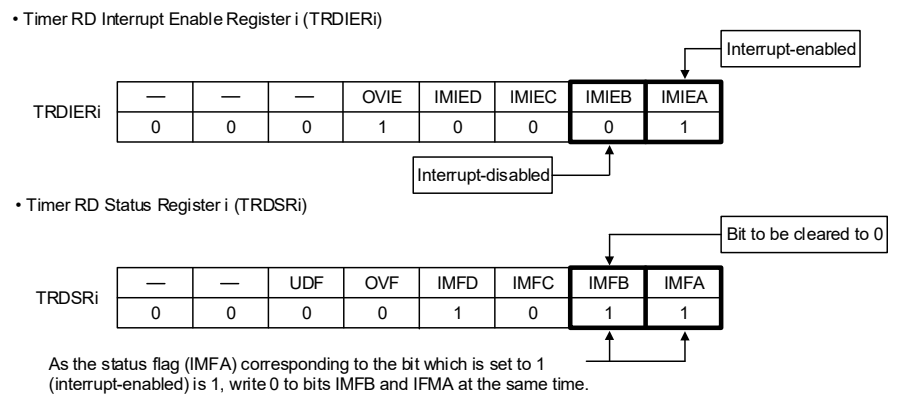 • Timer RD Interrupt Enable Register i (TRDIERi)
Interrupt-enabled
TRDIERi
— — — OVIE IMIED IMIEC IMIEB IMIEA
0 0 0 1 0 0 0 1
Interrupt-disabled
• Timer RD Status Register i (TRDSRi)
Bit to be cleared to 0
TRDSRi
— — UDF OVF IMFD IMFC IMFB IMFA
0 0 0 0 1 0 1 1
As the status flag (IMFA) corresponding to the bit which is set to 1
(interrupt-enabled) is 1, write 0 to bits IMFB and IFMA at the same time.